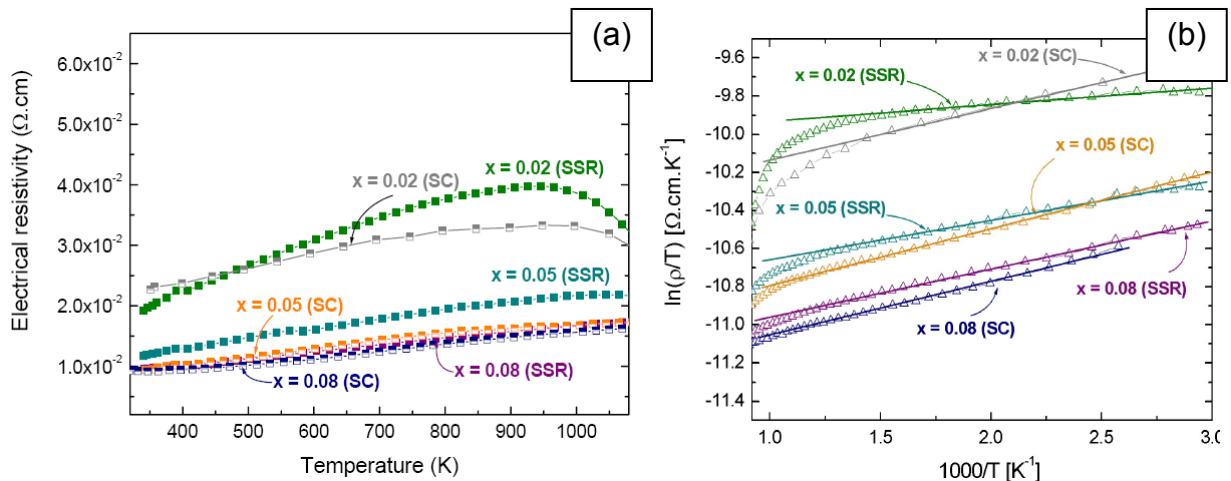 (a)
Electrical resistivity (Ω.cm)
6.0x10⁻²
5.0x10⁻²
4.0x10⁻²
3.0x10⁻²
2.0x10⁻²
1.0x10⁻²
x = 0.02 (SSR)
x = 0.02 (SC)
x = 0.05 (SSR)
x = 0.05 (SC)
x = 0.08 (SSR)
x = 0.08 (SC)
400 500 600 700 800 900 1000
Temperature (K)
(b)
ln(ρ/T) [Ω.cm.K⁻¹]
-9.6
-9.8
-10.0
-10.2
-10.4
-10.6
-10.8
-11.0
-11.2
-11.4
x = 0.02 (SC)
x = 0.02 (SSR)
x = 0.05 (SC)
x = 0.05 (SSR)
x = 0.08 (SSR)
x = 0.08 (SC)
1.0 1.5 2.0 2.5 3.0
1000/T [K⁻¹]